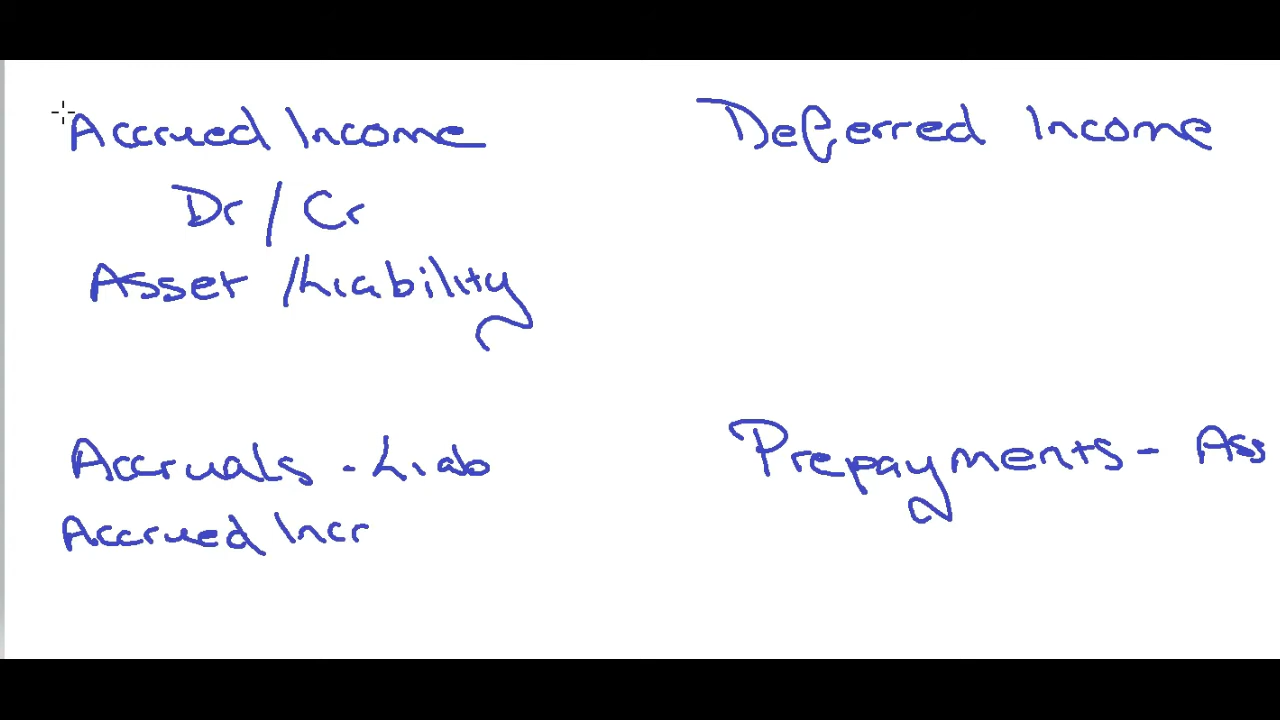 Accrued Income
Deferred Income
Dr / Cr
Asset / Liability
Accruals - Liab
Prepayments - Ass
Accrued Incr